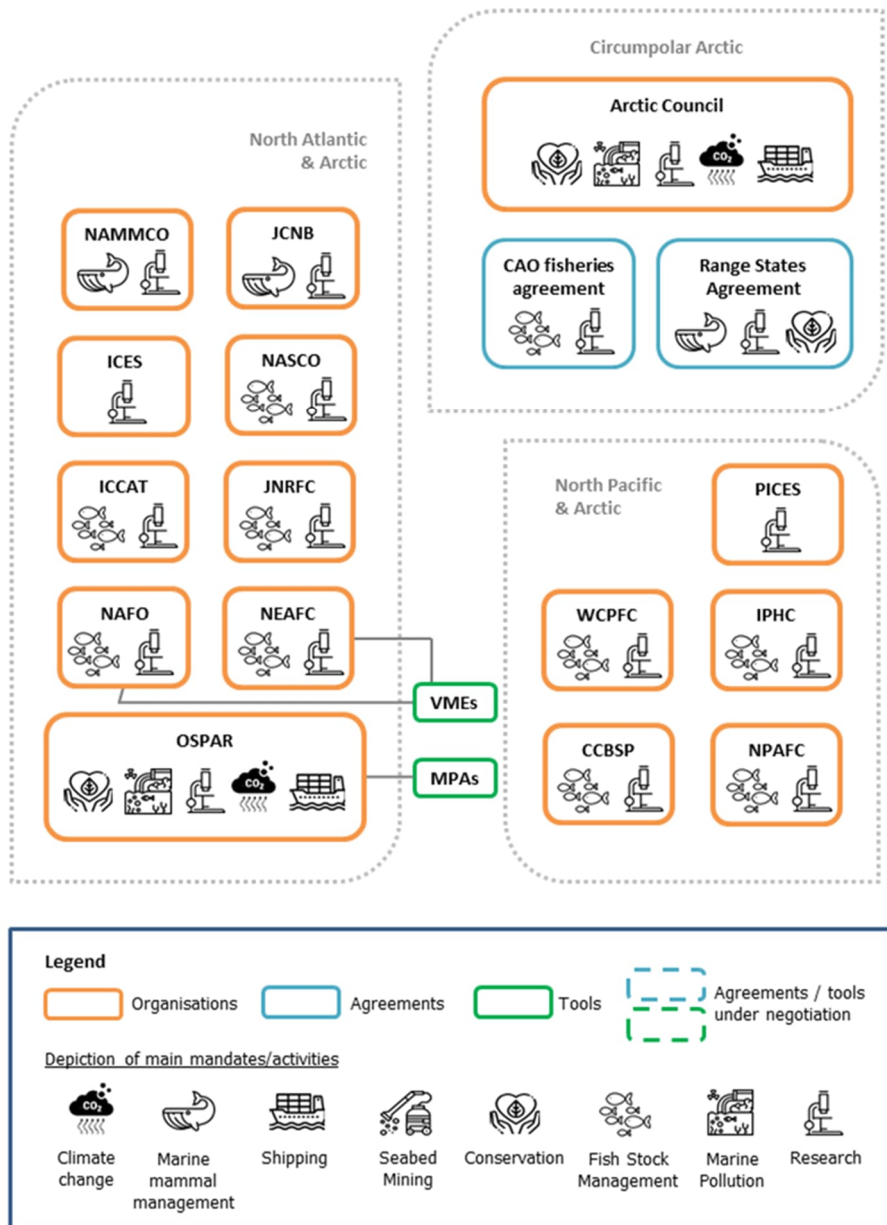 Circumpolar Arctic
Arctic Council
CO₂
CAO fisheries
agreement
Range States
Agreement
North Atlantic
& Arctic
NAMMCO
JCNB
ICES
NASCO
ICCAT
JNRFC
NAFO
NEAFC
OSPAR
CO₂
VMEs
MPAs
North Pacific
& Arctic
PICES
WCPFC
IPHC
CCBSP
NPAFC
Legend
Organisations
Agreements
Tools
Agreements / tools
under negotiation
Depiction of main mandates/activities
CO₂
Climate
change
Marine
mammal
management
Shipping
Seabed
Mining
Conservation
Fish Stock
Management
Marine
Pollution
Research